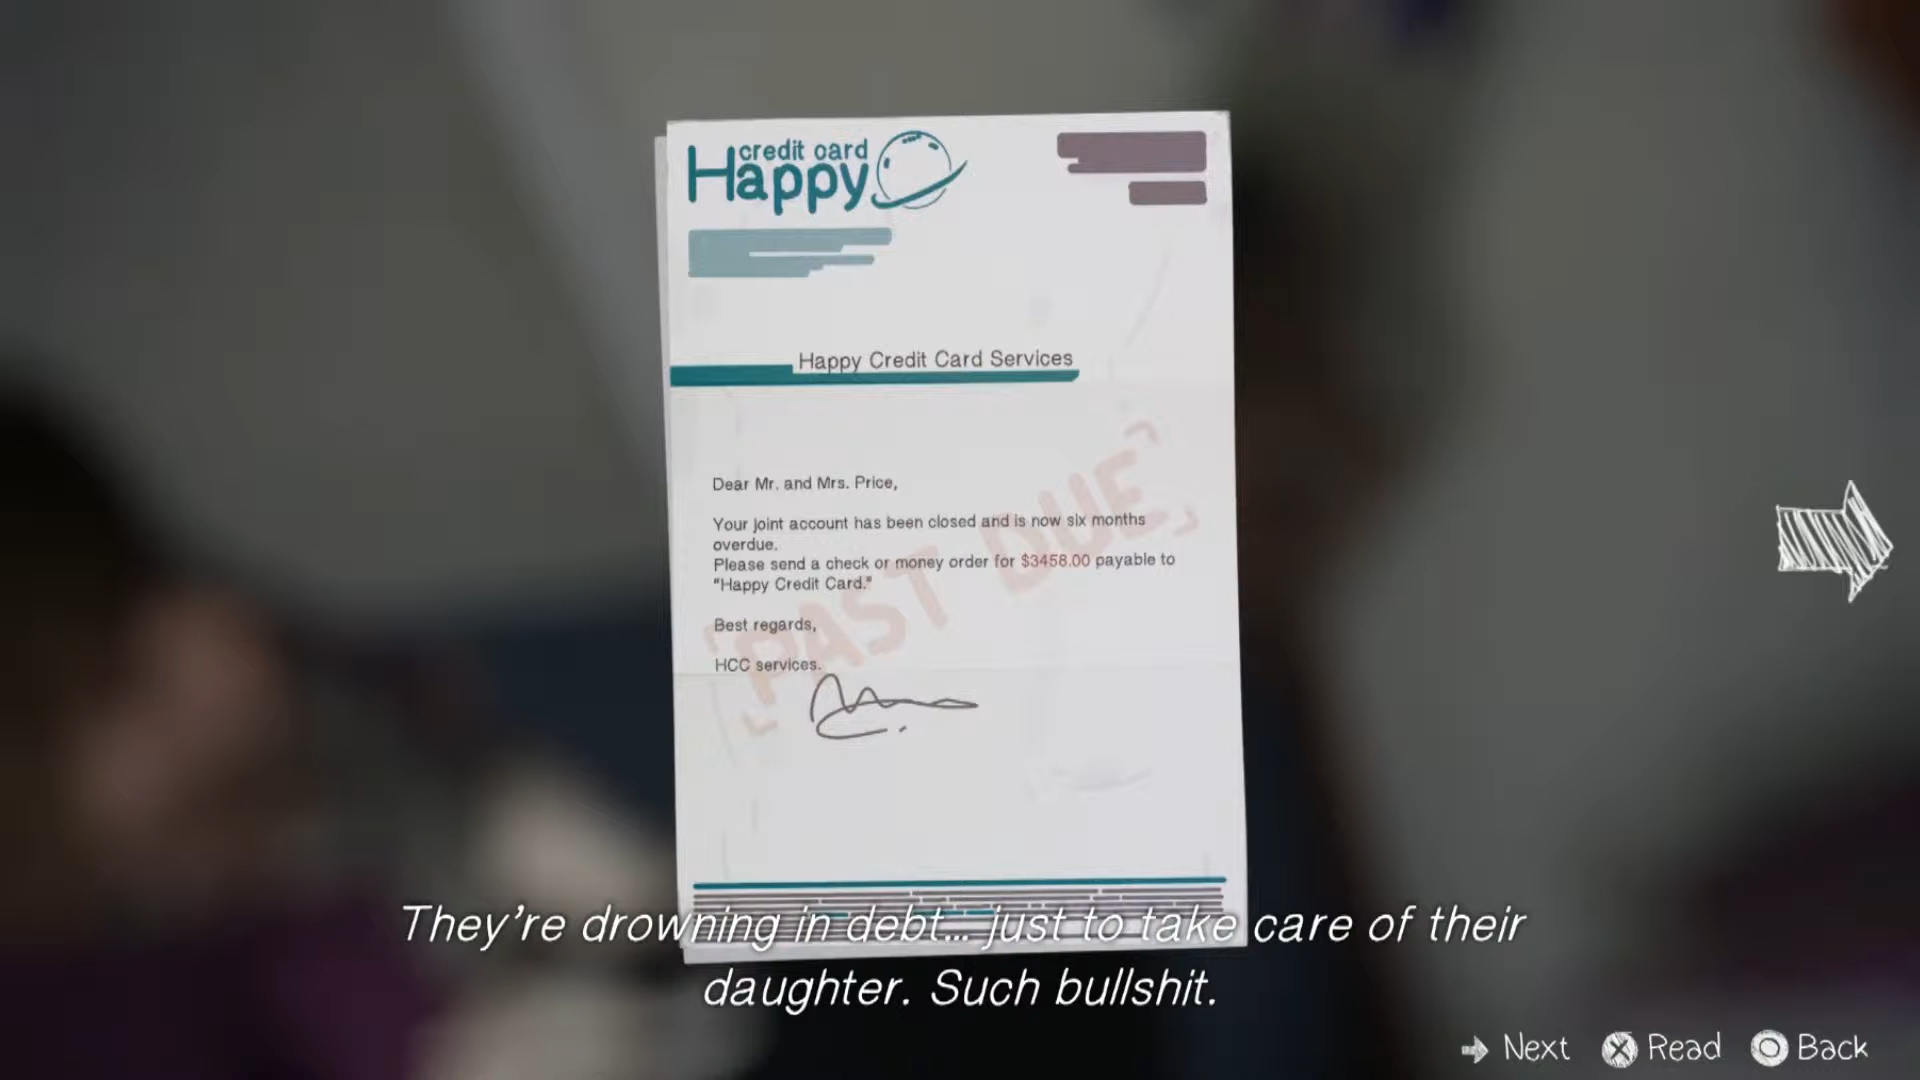 credit card
Happy
Happy Credit Card Services
Dear Mr. and Mrs. Price,
Your joint account has been closed and is now six months
overdue.
Please send a check or money order for $3458.00 payable to
"Happy Credit Card."
PAST DUE
Best regards,
HCC services.
They're drowning in debt... just to take care of their
daughter. Such bullshit.
Next Read Back